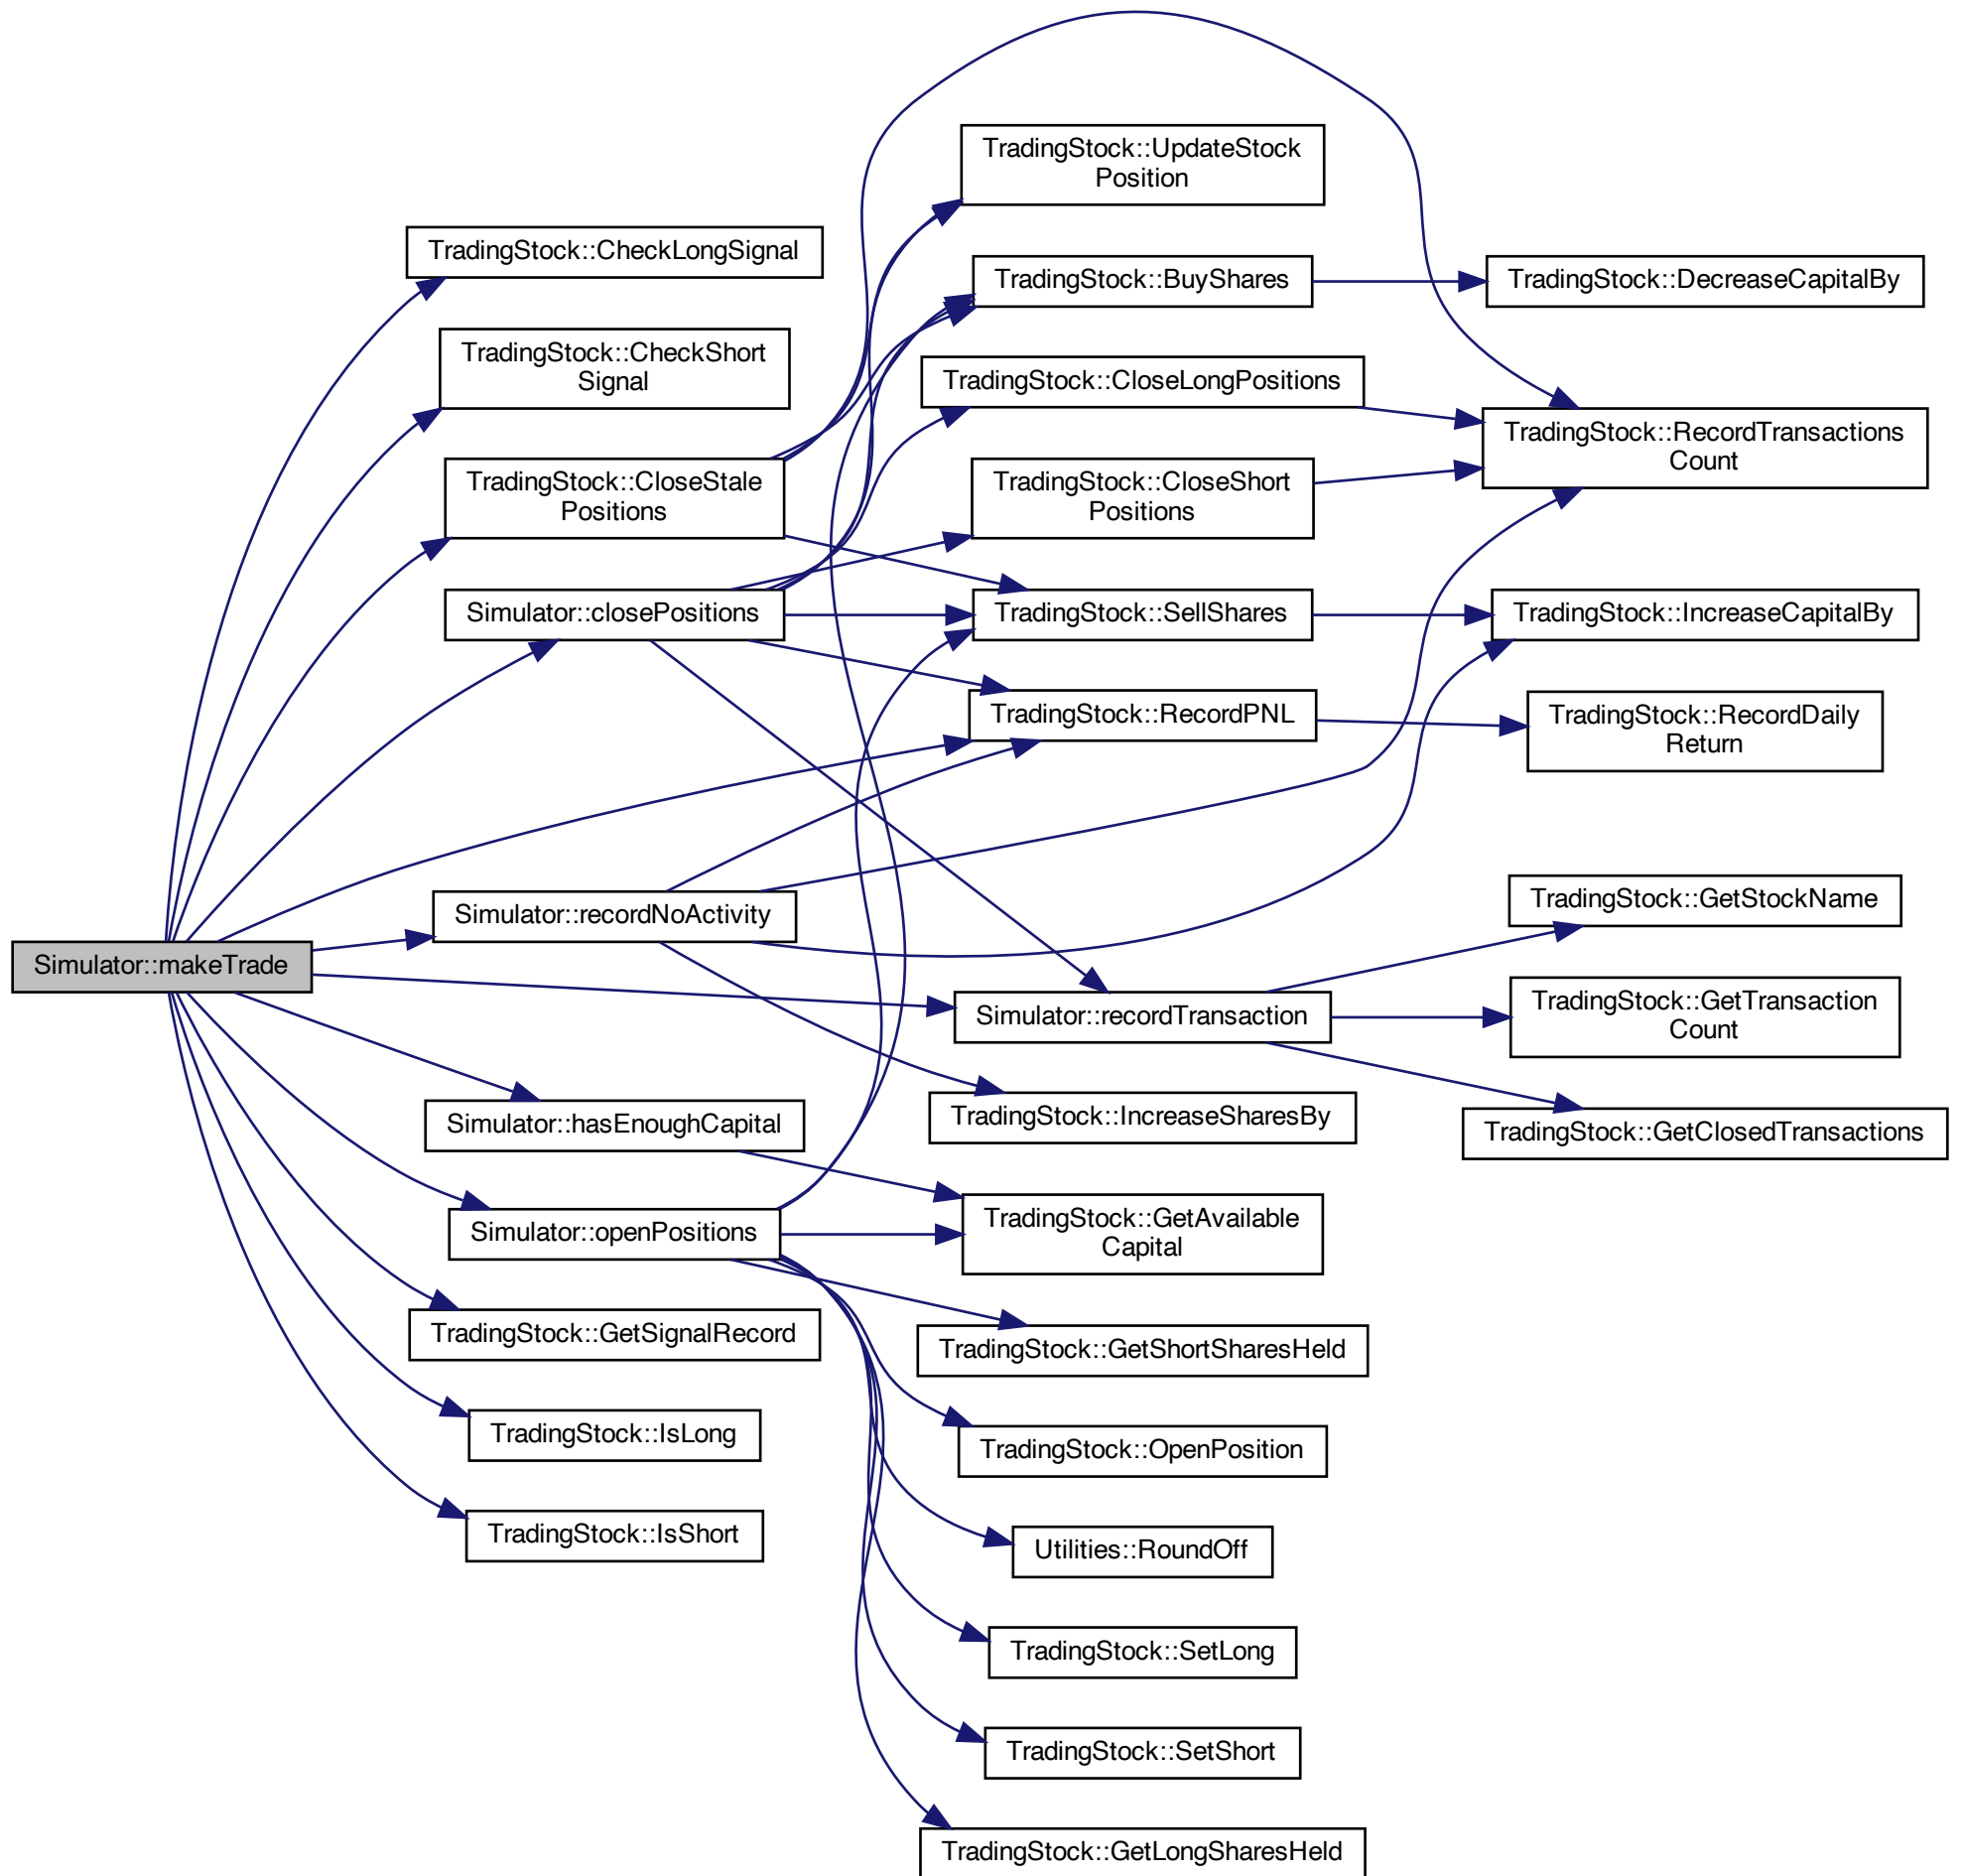 Simulator::makeTrade
TradingStock::CheckLongSignal
TradingStock::CheckShort
Signal
TradingStock::CloseStale
Positions
Simulator::closePositions
Simulator::recordNoActivity
Simulator::hasEnoughCapital
Simulator::openPositions
TradingStock::GetSignalRecord
TradingStock::IsLong
TradingStock::IsShort
TradingStock::UpdateStock
Position
TradingStock::BuyShares
TradingStock::CloseLongPositions
TradingStock::CloseShort
Positions
TradingStock::SellShares
TradingStock::RecordPNL
Simulator::recordTransaction
TradingStock::IncreaseSharesBy
TradingStock::GetAvailable
Capital
TradingStock::GetShortSharesHeld
TradingStock::OpenPosition
Utilities::RoundOff
TradingStock::SetLong
TradingStock::SetShort
TradingStock::GetLongSharesHeld
TradingStock::DecreaseCapitalBy
TradingStock::RecordTransactions
Count
TradingStock::IncreaseCapitalBy
TradingStock::RecordDaily
Return
TradingStock::GetStockName
TradingStock::GetTransaction
Count
TradingStock::GetClosedTransactions